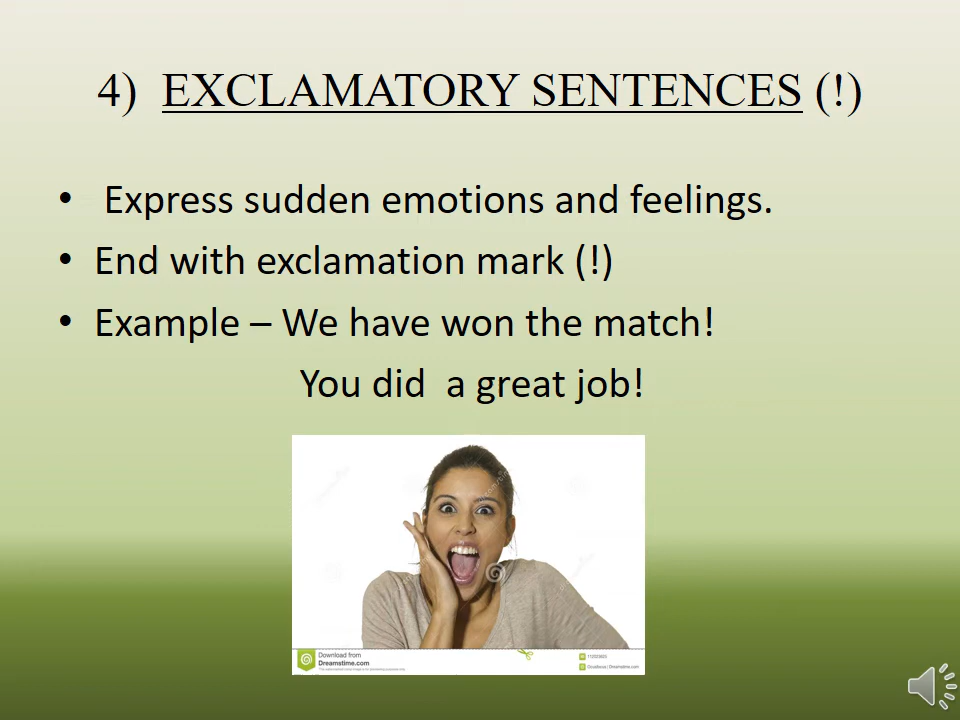 4) EXCLAMATORY SENTENCES (!)
• Express sudden emotions and feelings.
• End with exclamation mark (!)
• Example – We have won the match!
You did a great job!
Download from
Dreamstime.com